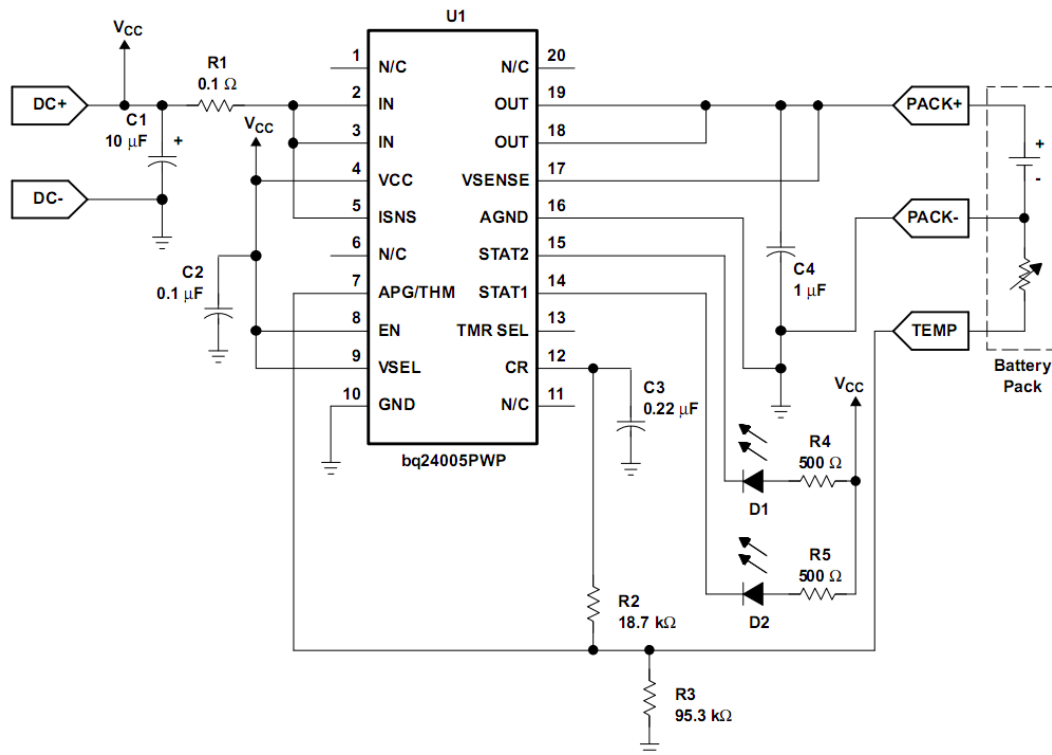 U1
VCC
1
N/C
N/C
20
R1
0.1 Ω
DC+
2
IN
OUT
19
PACK+
C1
10 µF
+
VCC
3
IN
OUT
18
+
-
4
VCC
VSENSE
17
DC-
5
ISNS
AGND
16
PACK-
6
N/C
STAT2
15
C2
0.1 µF
C4
1 µF
7
APG/THM
STAT1
14
8
EN
TMR SEL
13
TEMP
9
VSEL
CR
12
Battery
Pack
C3
0.22 µF
VCC
10
GND
N/C
11
bq24005PWP
R4
500 Ω
D1
R5
500 Ω
R2
18.7 kΩ
D2
R3
95.3 kΩ